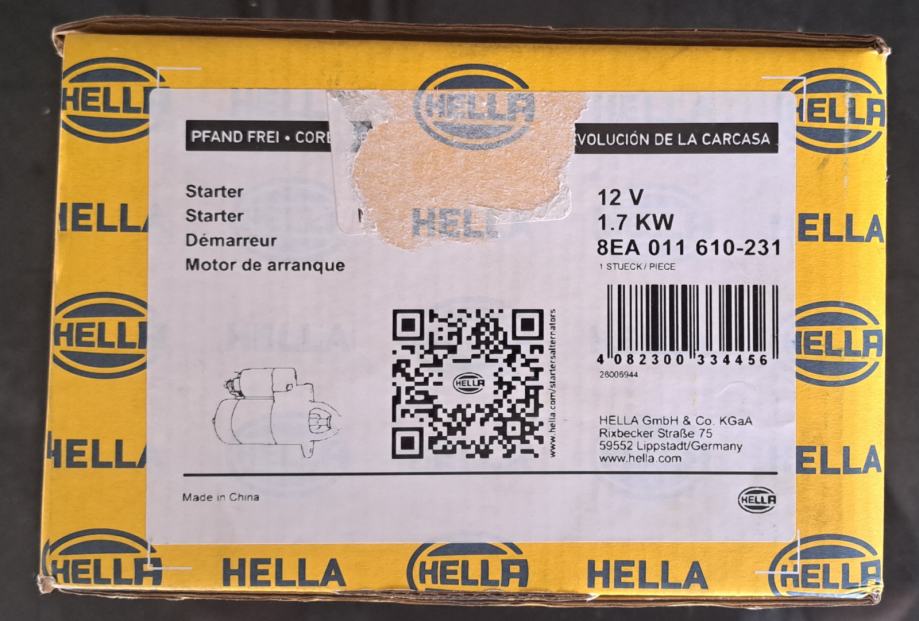 HELLA
HELLA
HELLA
PFAND FREI • CORE
EVOLUCIÓN DE LA CARCASA
HELLA
HELLA
Starter
Starter
Démarreur
Motor de arranque
HELL
12 V
1.7 KW
8EA 011 610-231
1 STUECK / PIECE
4 082300 334456
26006944
HELLA
www.hella.com/startersalternators
HELLA
HELLA
HELLA GmbH & Co. KGaA
Rixbecker Straße 75
59552 Lippstadt/Germany
www.hella.com
HELLA
HELLA
Made in China
HELLA
HELLA
HELLA
HELLA
HELLA
HELLA